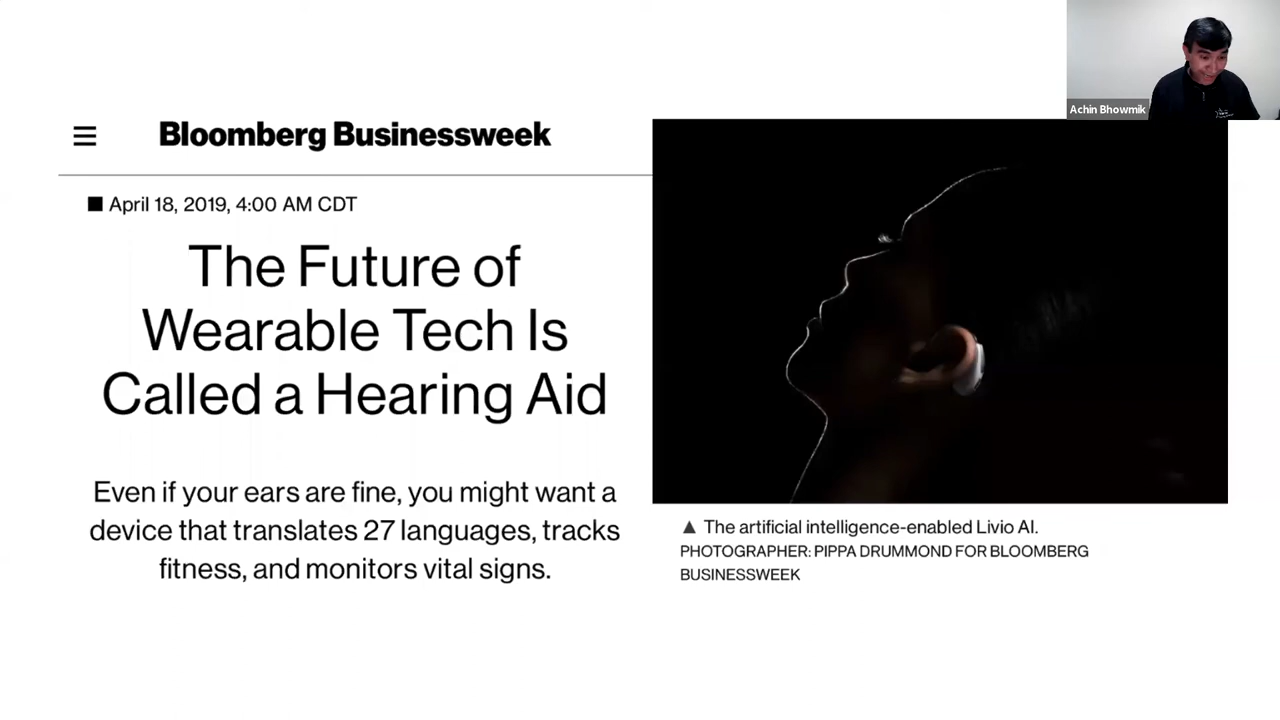 Achin Bhowmik
Bloomberg Businessweek
April 18, 2019, 4:00 AM CDT
The Future of
Wearable Tech Is
Called a Hearing Aid
Even if your ears are fine, you might want a
device that translates 27 languages, tracks
fitness, and monitors vital signs.
▲ The artificial intelligence-enabled Livio AI.
PHOTOGRAPHER: PIPPA DRUMMOND FOR BLOOMBERG
BUSINESSWEEK